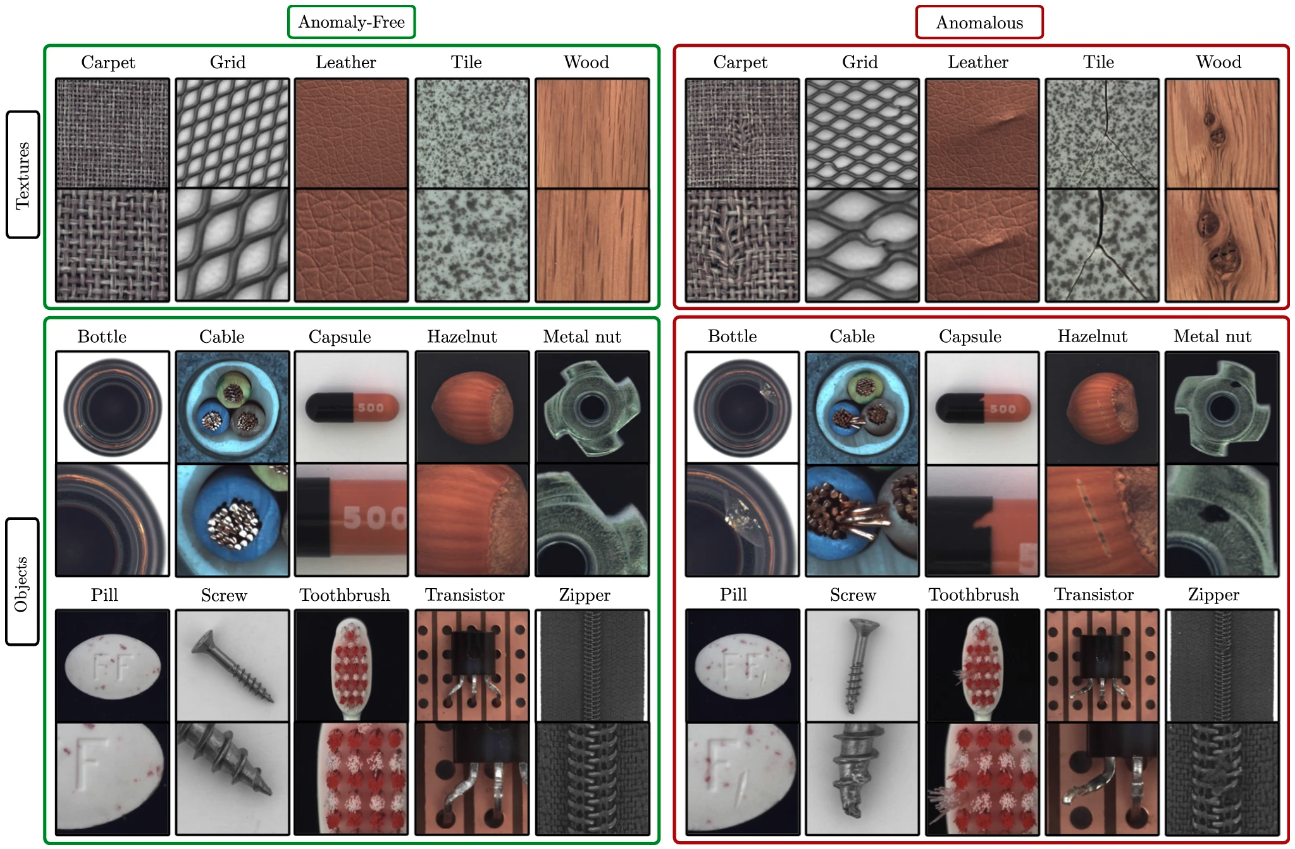 Anomaly-Free
Anomalous
Textures
Carpet Grid Leather Tile Wood
Carpet Grid Leather Tile Wood
Objects
Bottle Cable Capsule Hazelnut Metal nut
500
500
Bottle Cable Capsule Hazelnut Metal nut
500
5
Pill Screw Toothbrush Transistor Zipper
FF
F
Pill Screw Toothbrush Transistor Zipper
FF
F